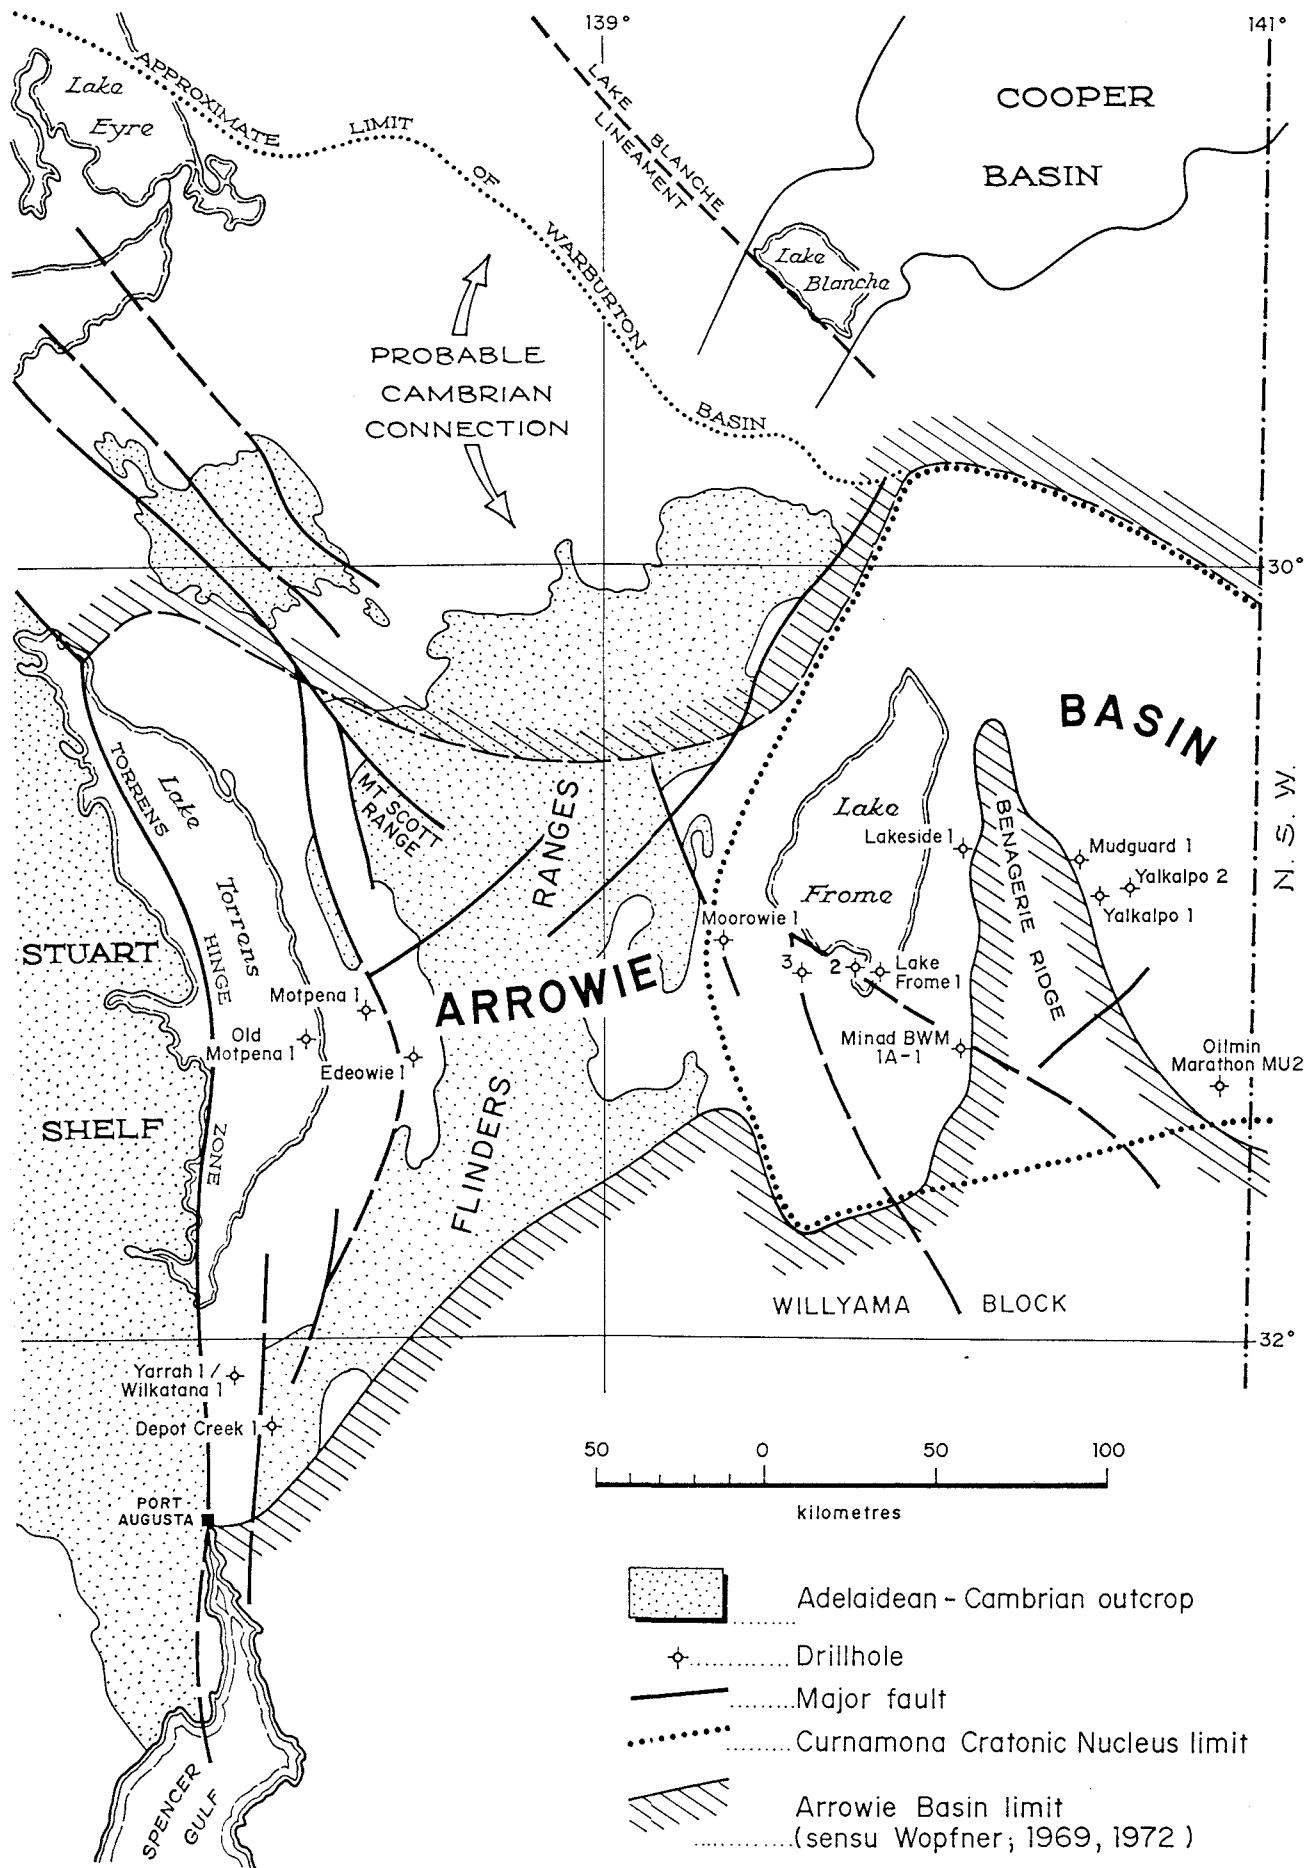 139°
141°
Lake
Eyre
APPROXIMATE LIMIT OF WARBURTON BASIN
LAKE BLANCHE
LINEAMENT
COOPER
BASIN
Lake
Blanche
PROBABLE
CAMBRIAN
CONNECTION
30°
BASIN
N. S. W.
TORRENS HINGE ZONE
Lake
Torrens
MT SCOTT
RANGE
FLINDERS RANGES
Lake
Frome
Lakeside 1
BENAGERIE RIDGE
Mudguard 1
Yalkalpo 2
Yalkalpo 1
Moorowie 1
STUART
SHELF
ARROWIE
3
2
Lake
Frome 1
Motpena 1
Old
Motpena 1
Edeowie 1
Minad BWM
1A-1
Oilmin
Marathon MU2
WILLYAMA BLOCK
32°
Yarrah 1 /
Wilkatana 1
Depot Creek 1
PORT
AUGUSTA
SPENCER
GULF
50 0 50 100
kilometres
Adelaidean - Cambrian outcrop
Drillhole
Major fault
Curnamona Cratonic Nucleus limit
Arrowie Basin limit
(sensu Wopfner; 1969, 1972)